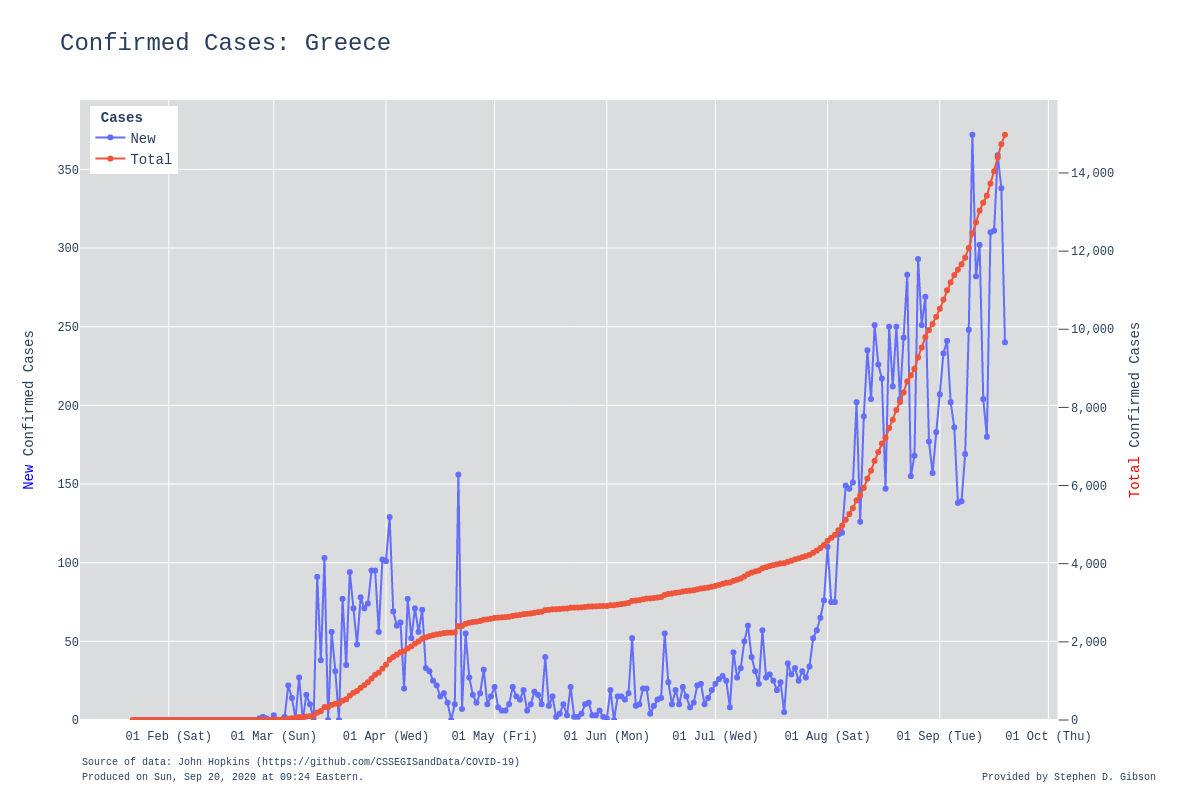 Confirmed Cases: Greece
Cases
New
Total
350
300
250
200
150
100
50
0
14,000
12,000
10,000
8,000
6,000
4,000
2,000
0
New Confirmed Cases
Total Confirmed Cases
01 Feb (Sat) 01 Mar (Sun) 01 Apr (Wed) 01 May (Fri) 01 Jun (Mon) 01 Jul (Wed) 01 Aug (Sat) 01 Sep (Tue) 01 Oct (Thu)
Source of data: John Hopkins (https://github.com/CSSEGISandData/COVID-19)
Produced on Sun, Sep 20, 2020 at 09:24 Eastern.
Provided by Stephen D. Gibson